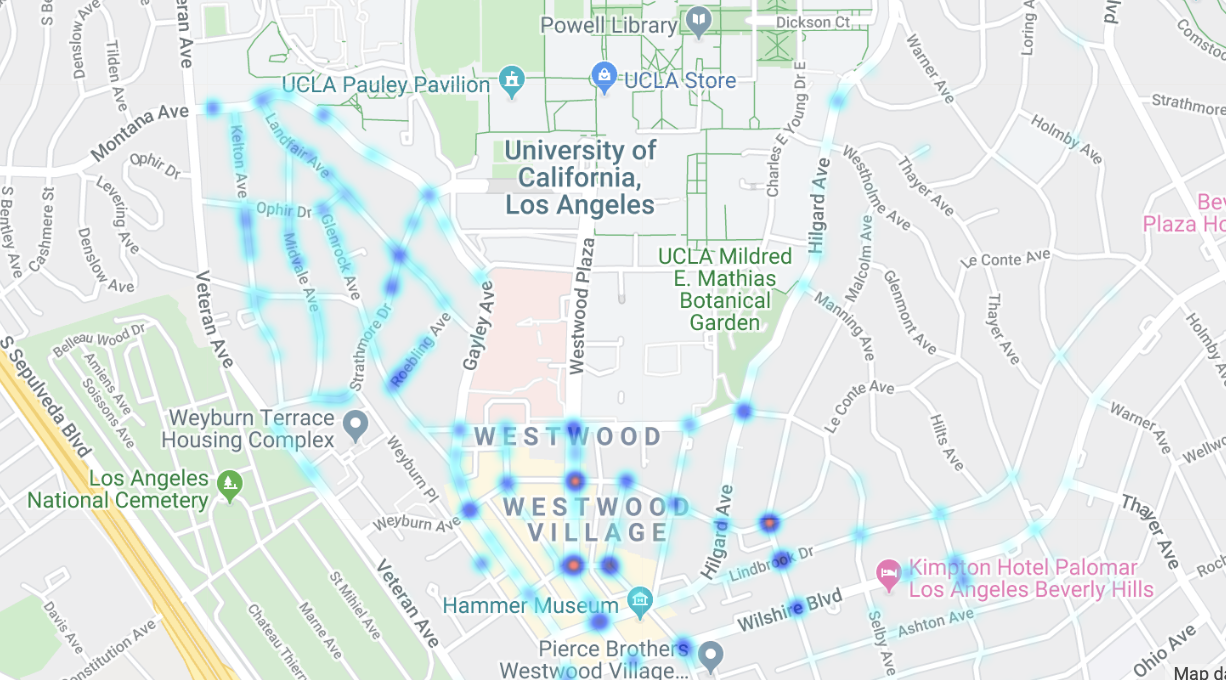 Denslow Ave
Tilden Ave
Powell Library
Dickson Ct
Loring A
lvd
Warner Ave
Comsto
Veteran Ave
UCLA Pauley Pavilion
UCLA Store
Montana Ave
Strathmore
Holmby Ave
Kelton Ave
Landfair Ave
University of
California,
Los Angeles
Charles E Young Dr E
Ophir Dr
Levering Ave
Westholme Ave
Thayer Ave
Hilgard Ave
S Bentley Ave
Cashmere St
Denslow Ave
Ophir Dr
Midvale Ave
Glenrock Ave
Bev
Plaza Ho
Malcolm Ave
Westwood Plaza
UCLA Mildred
E. Mathias
Botanical
Garden
Le Conte Ave
Veteran Ave
Manning Ave
Glenmont Ave
Thayer Ave
Holmby Av
Gayley Ave
Strathmore Dr
Roebling Ave
Belleau Wood Dr
Amiens Ave
Soissons Ave
S Sepulveda Blvd
Le Conte Ave
Hilts Ave
Warner Ave
Weyburn Terrace
Housing Complex
WESTWOOD
Wellwo
Los Angeles
National Cemetery
Weyburn Pl
Weyburn Ave
WESTWOOD
VILLAGE
Hilgard Ave
Thayer Ave
Lindbrook Dr
Kimpton Hotel Palomar
Los Angeles Beverly Hills
Roch
Veteran Ave
Davis Ave
Constitution Ave
Chateau Thierr
Marne Ave
St Mihiel Ave
Hammer Museum
Wilshire Blvd
Selby Ave
Ashton Ave
Ohio Ave
Pierce Brothers
Westwood Village...
Map da